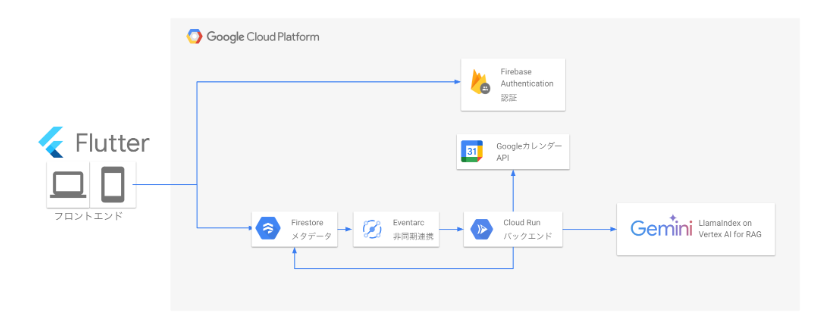 Google Cloud Platform
Firebase
Authentication
認証
Flutter
フロントエンド
31
Googleカレンダー
API
Firestore
メタデータ
Eventarc
非同期連携
Cloud Run
バックエンド
Gemini
LlamaIndex on
Vertex AI for RAG